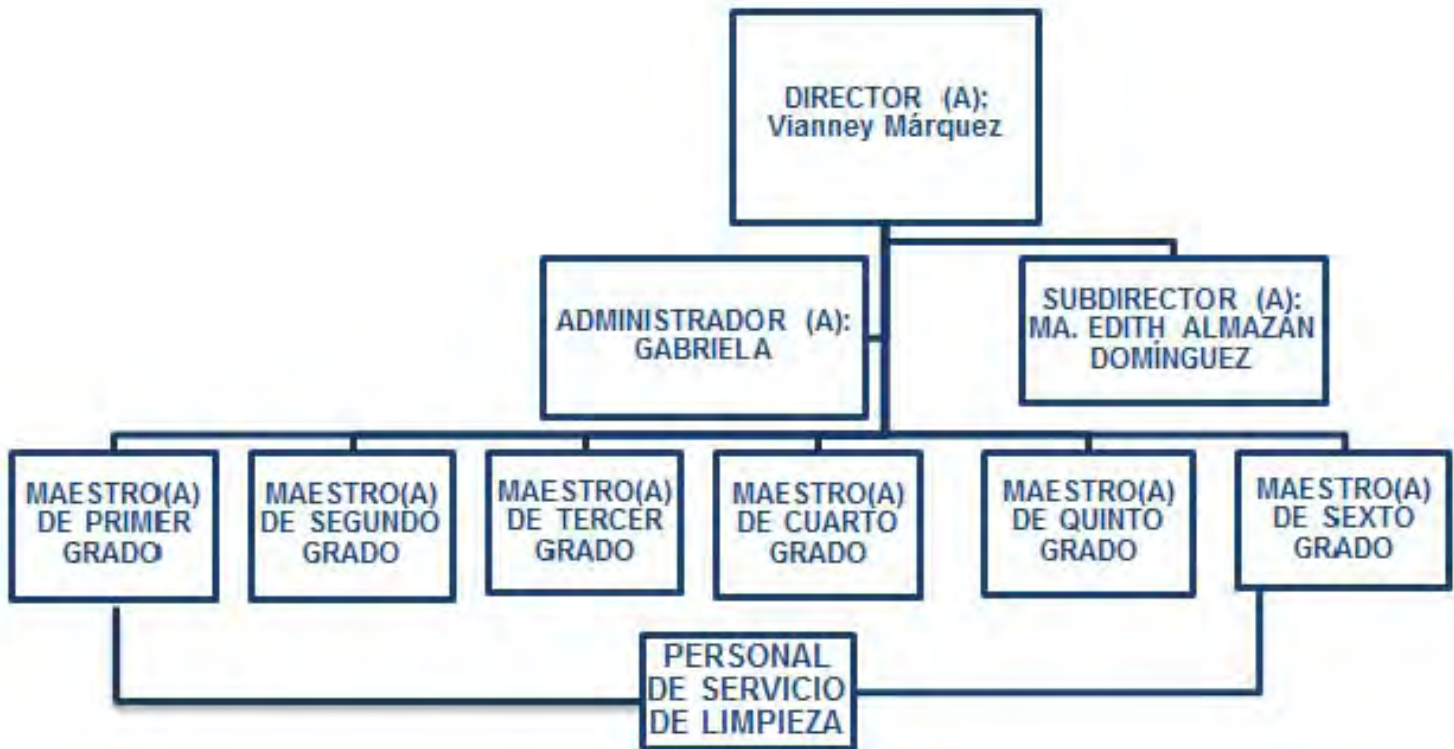 DIRECTOR (A):
Vianney Márquez
ADMINISTRADOR (A):
GABRIELA
SUBDIRECTOR (A):
MA. EDITH ALMAZÁN
DOMÍNGUEZ
MAESTRO(A)
DE PRIMER
GRADO
MAESTRO(A)
DE SEGUNDO
GRADO
MAESTRO(A)
DE TERCER
GRADO
MAESTRO(A)
DE CUARTO
GRADO
MAESTRO(A)
DE QUINTO
GRADO
MAESTRO(A)
DE SEXTO
GRADO
PERSONAL
DE SERVICIO
DE LIMPIEZA